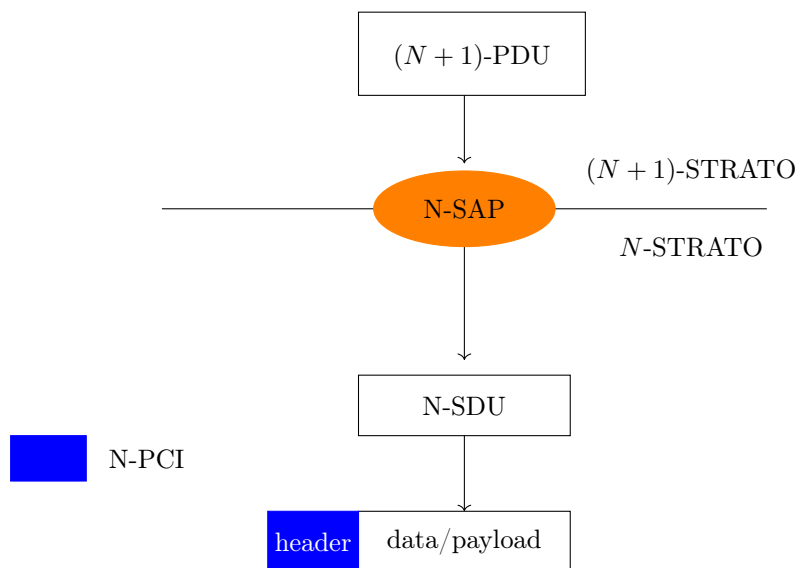 (N + 1)-PDU
(N + 1)-STRATO
N-SAP
N-STRATO
N-SDU
N-PCI
header
data/payload